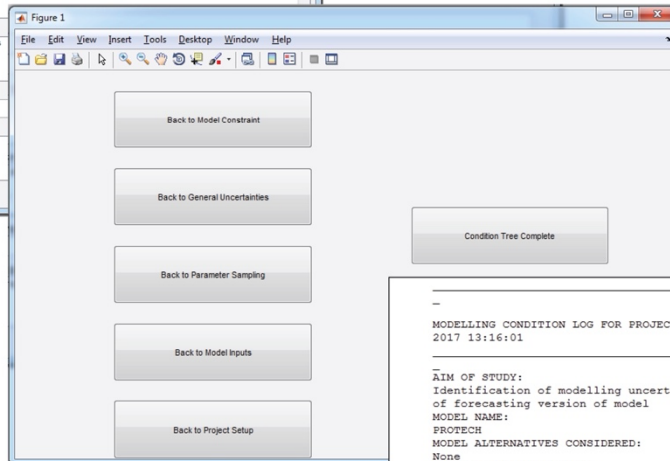 Figure 1
File Edit View Insert Tools Desktop Window Help
Back to Model Constraint
Back to General Uncertainties
Condition Tree Complete
Back to Parameter Sampling
Back to Model Inputs
Back to Project Setup
MODELLING CONDITION LOG FOR PROJEC
2017 13:16:01
AIM OF STUDY:
Identification of modelling uncert
of forecasting version of model
MODEL NAME:
PROTECH
MODEL ALTERNATIVES CONSIDERED:
None